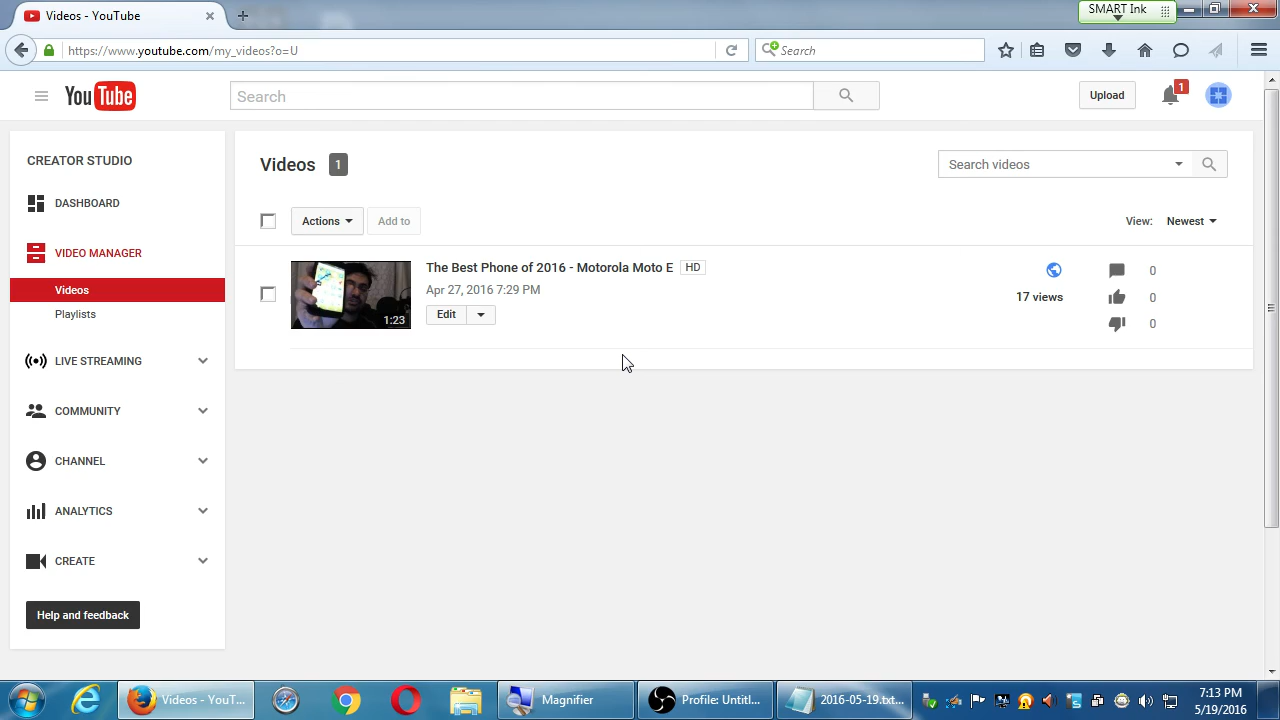 Videos - YouTube
SMART Ink
https://www.youtube.com/my_videos?o=U
Search
YouTube
Search
Upload
1
CREATOR STUDIO
DASHBOARD
VIDEO MANAGER
Videos
Playlists
LIVE STREAMING
COMMUNITY
CHANNEL
ANALYTICS
CREATE
Help and feedback
Videos 1
Search videos
Actions
Add to
View: Newest
The Best Phone of 2016 - Motorola Moto E HD
Apr 27, 2016 7:29 PM
1:23
Edit
17 views
0
0
0
Videos - YouT...
Magnifier
Profile: Untitl...
2016-05-19.txt...
7:13 PM
5/19/2016